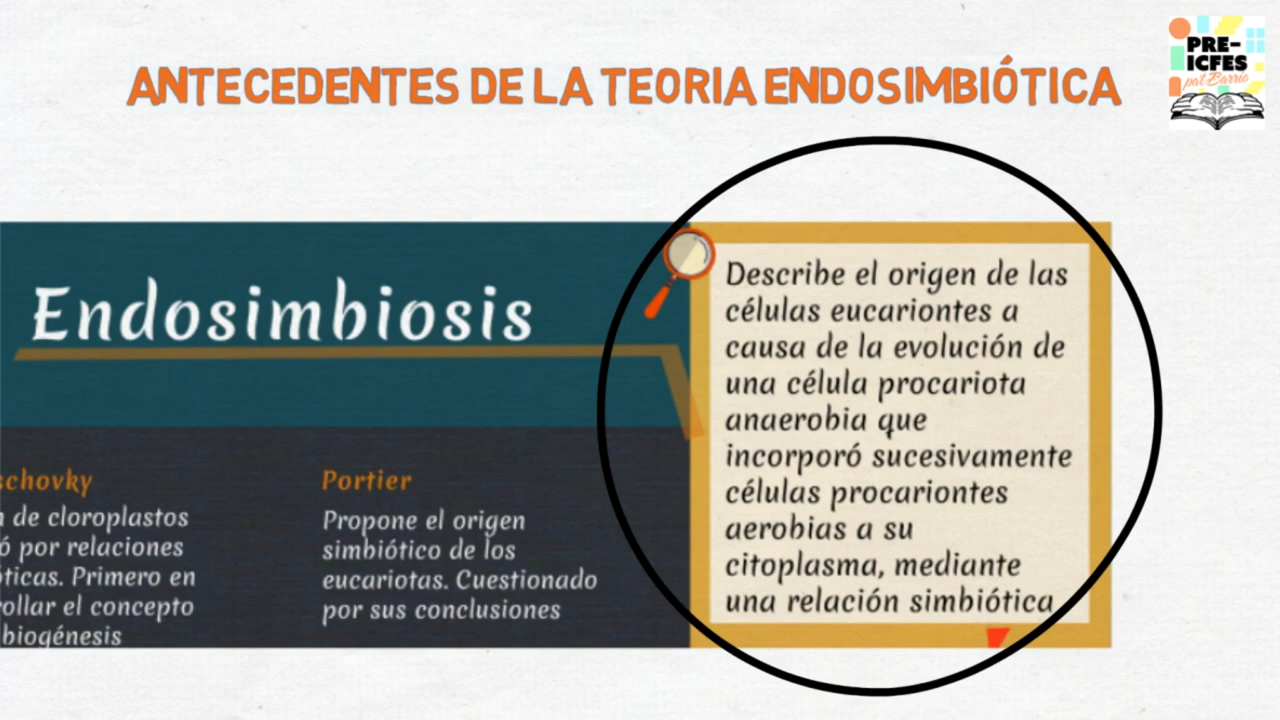 ANTECEDENTES DE LA TEORIA ENDOSIMBIÓTICA
PRE-
ICFES
pal Barrio
Endosimbiosis
schovky
n de cloroplastos
ó por relaciones
óticas. Primero en
rollar el concepto
biogénesis
Portier
Propone el origen
simbiótico de los
eucariotas. Cuestionado
por sus conclusiones
Describe el origen de las
células eucariontes a
causa de la evolución de
una célula procariota
anaerobia que
incorporó sucesivamente
células procariontes
aerobias a su
citoplasma, mediante
una relación simbiótica